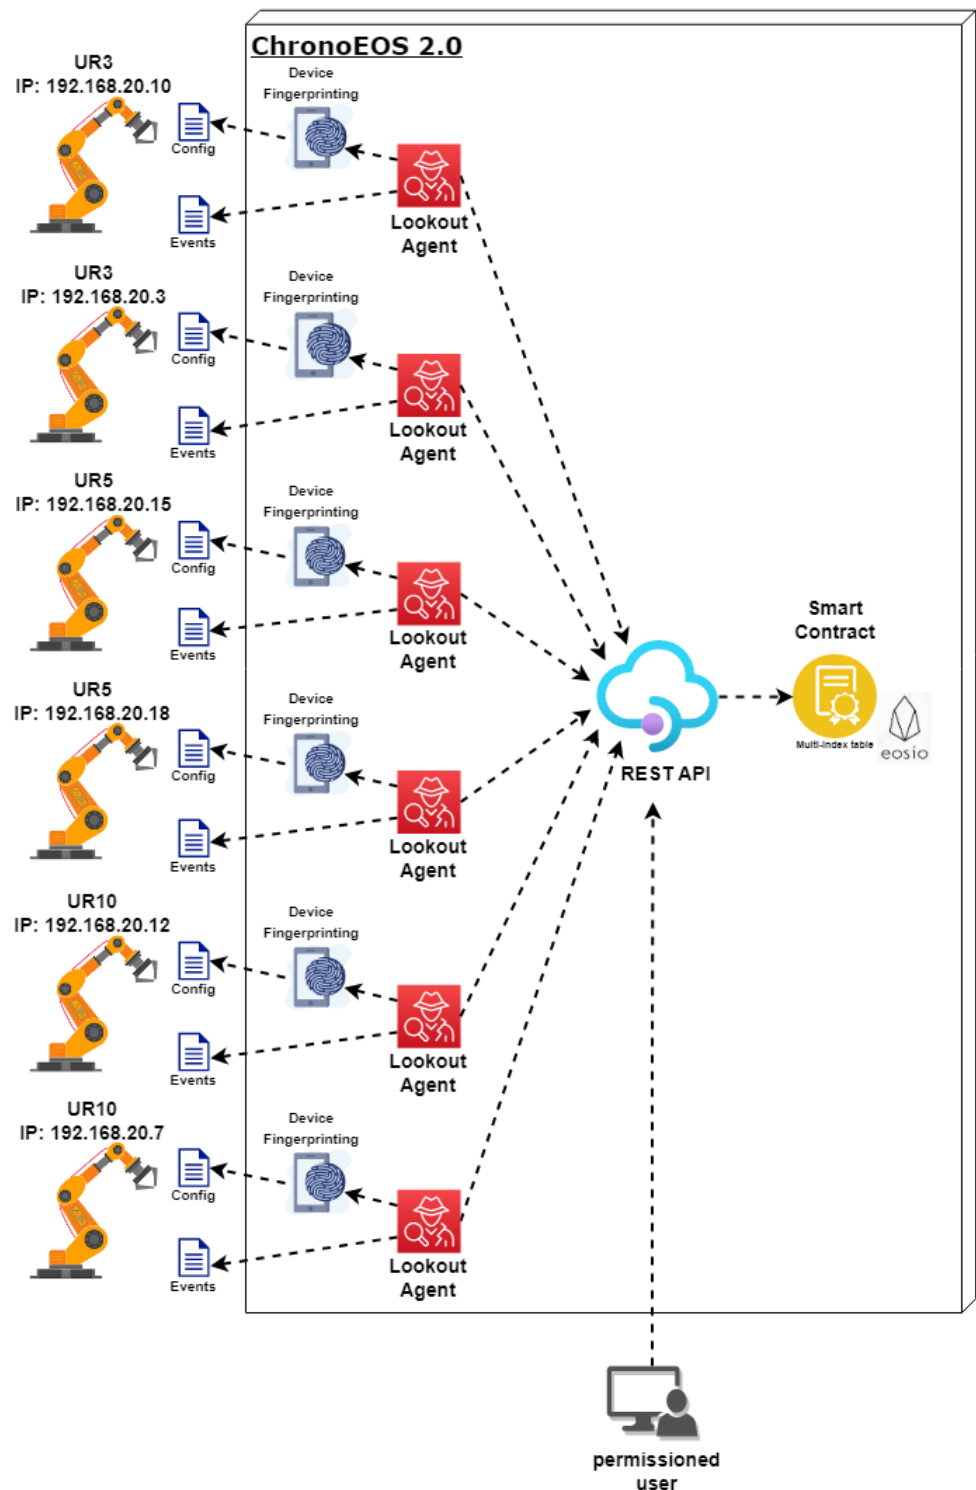 ChronoEOS 2.0
UR3
IP: 192.168.20.10
Config
Events
Device
Fingerprinting
Lookout
Agent
UR3
IP: 192.168.20.3
Config
Events
Device
Fingerprinting
Lookout
Agent
UR5
IP: 192.168.20.15
Config
Events
Device
Fingerprinting
Lookout
Agent
UR5
IP: 192.168.20.18
Config
Events
Device
Fingerprinting
Lookout
Agent
UR10
IP: 192.168.20.12
Config
Events
Device
Fingerprinting
Lookout
Agent
UR10
IP: 192.168.20.7
Config
Events
Device
Fingerprinting
Lookout
Agent
REST API
Smart
Contract
Multi-index table
eosio
permissioned
user